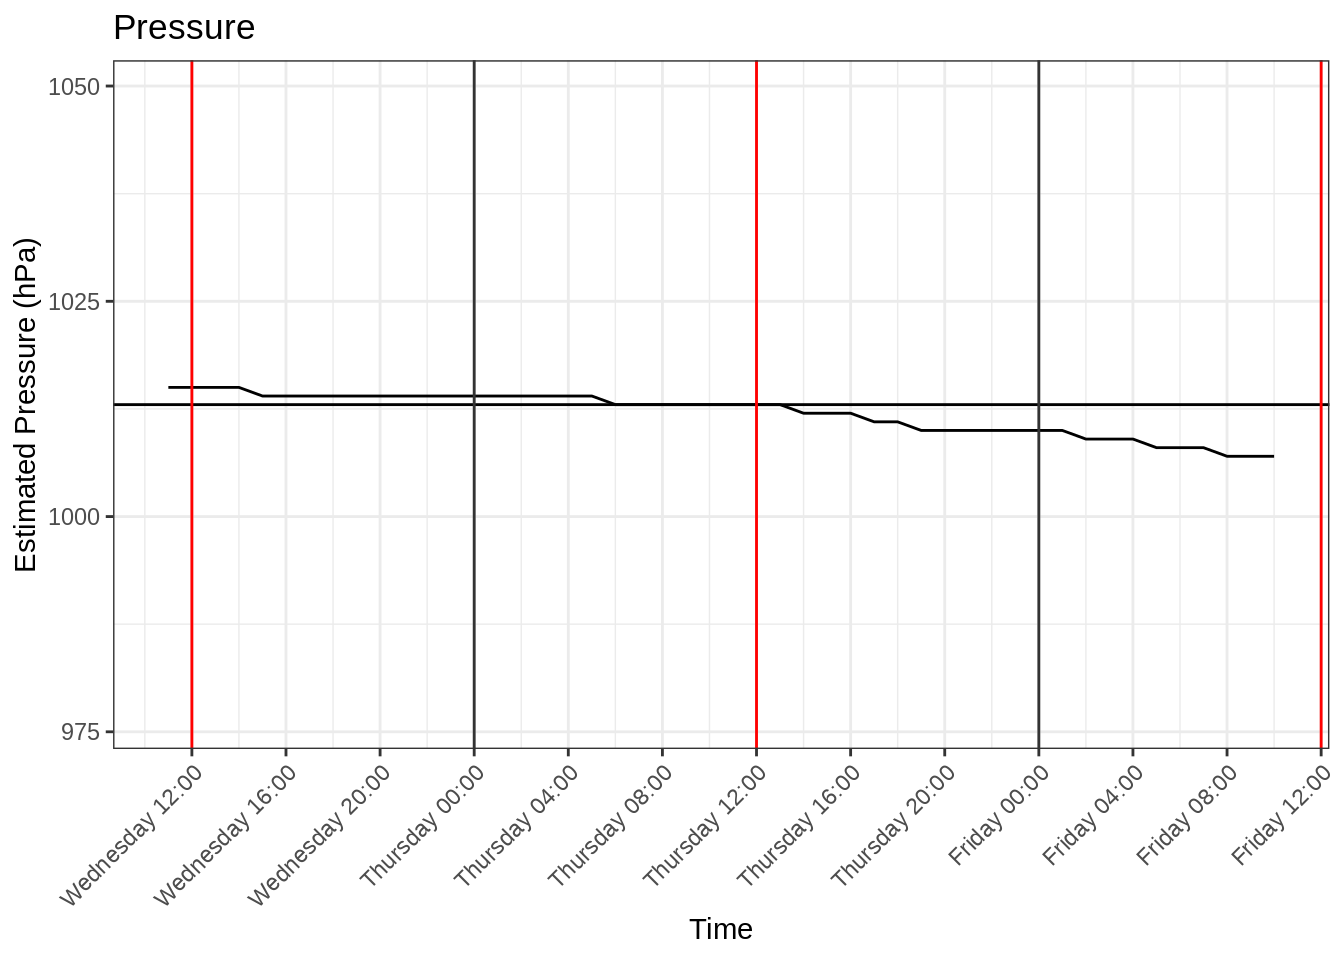 Pressure
Estimated Pressure (hPa)
1050
1025
1000
975
Wednesday 12:00
Wednesday 16:00
Wednesday 20:00
Thursday 00:00
Thursday 04:00
Thursday 08:00
Thursday 12:00
Thursday 16:00
Thursday 20:00
Friday 00:00
Friday 04:00
Friday 08:00
Friday 12:00
Time